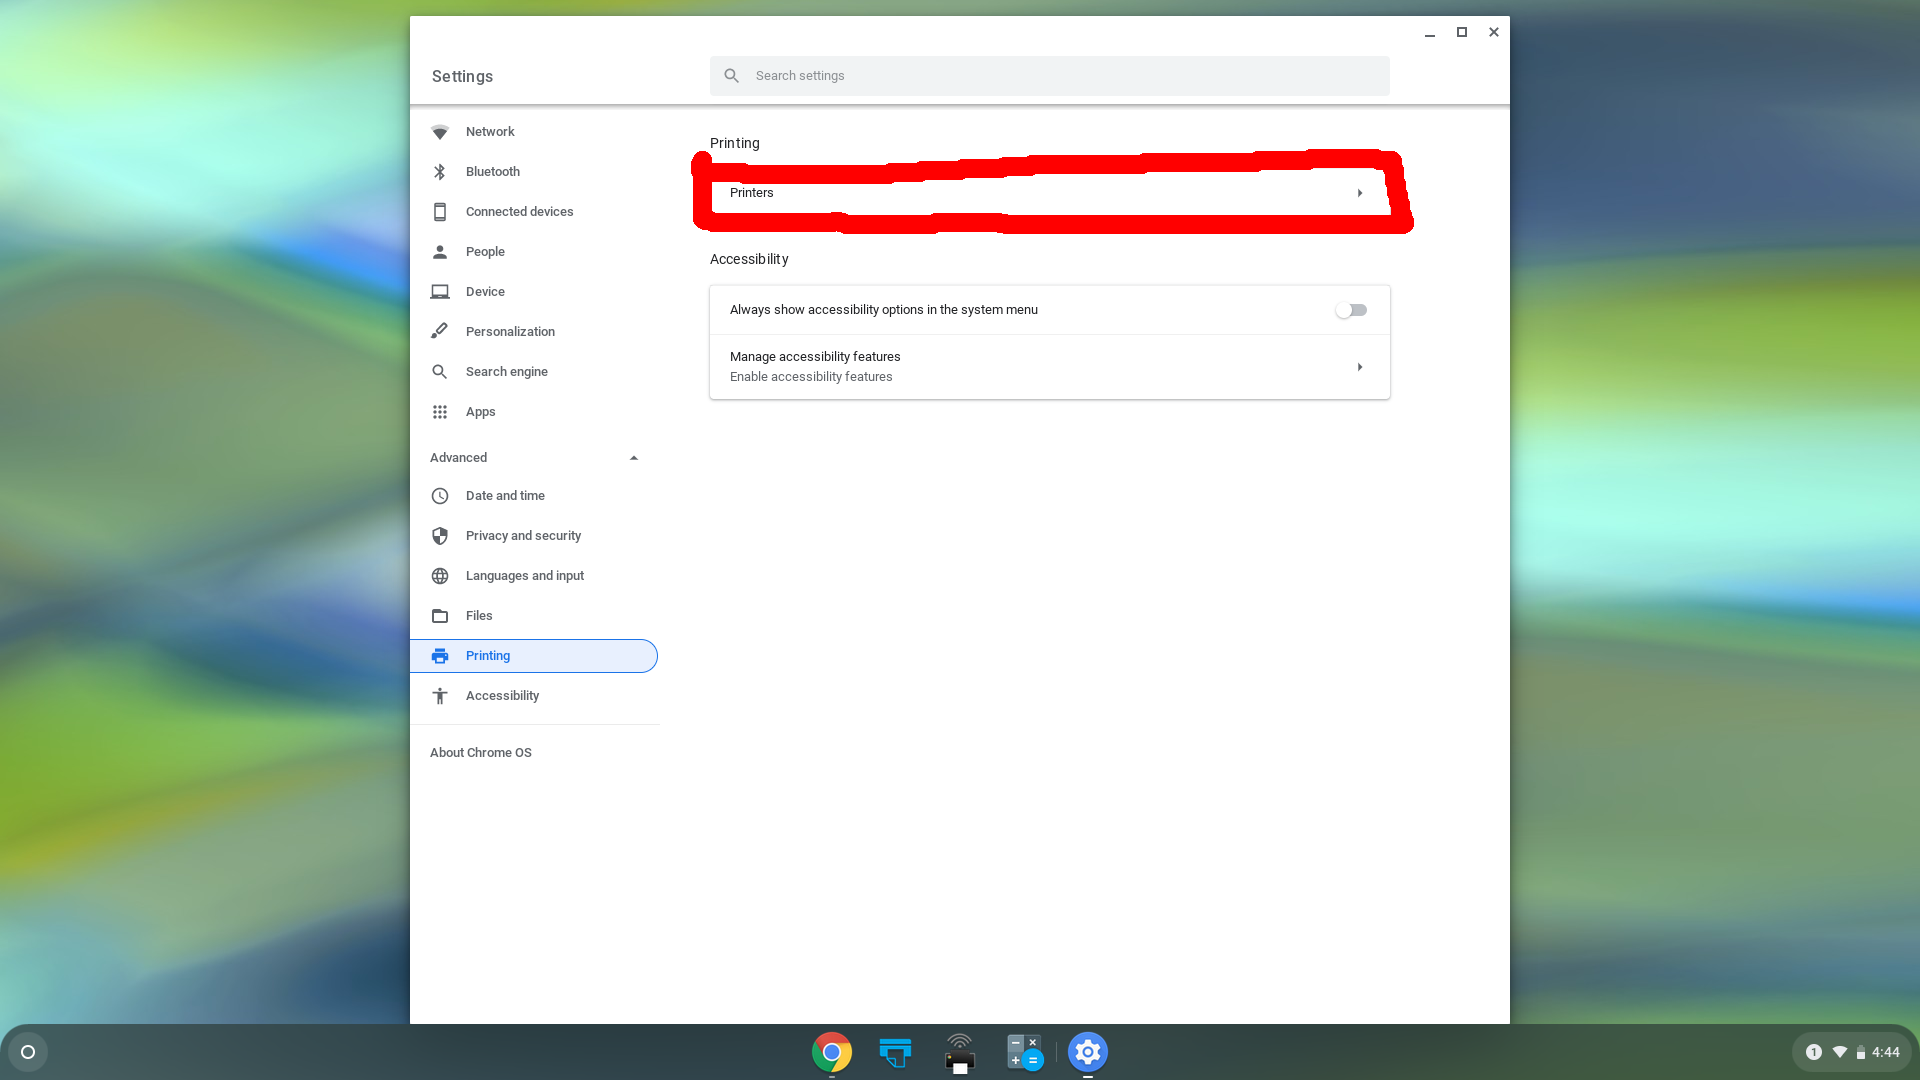 Settings
Search settings
Network
Bluetooth
Connected devices
People
Device
Personalization
Search engine
Apps
Advanced
Date and time
Privacy and security
Languages and input
Files
Printing
Accessibility
About Chrome OS
Printing
Printers
Accessibility
Always show accessibility options in the system menu
Manage accessibility features
Enable accessibility features
1 4:44